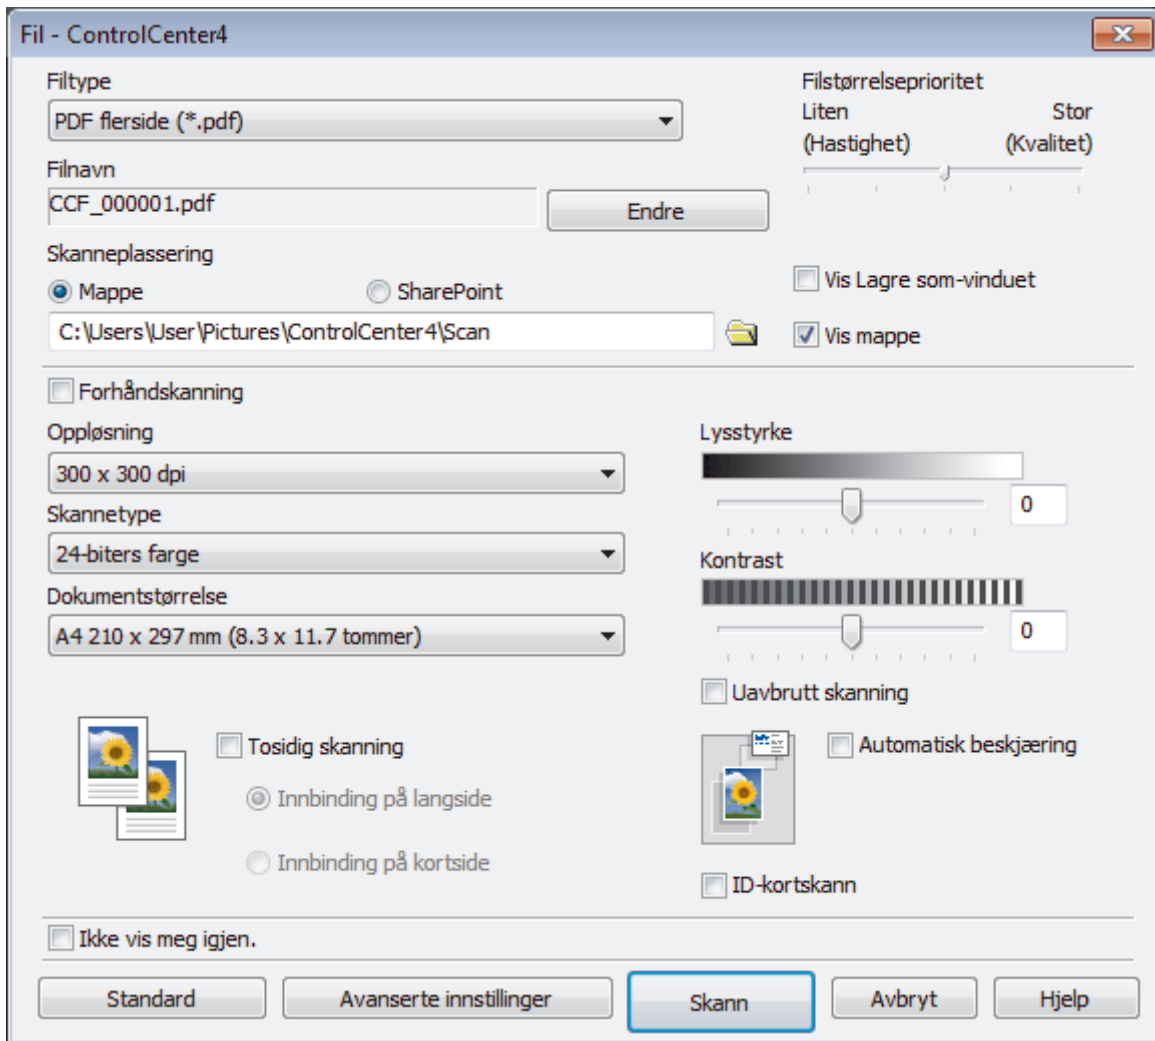 Fil - ControlCenter4
Filtype
PDF flerside (*.pdf)
Filnavn
CCF_000001.pdf
Endre
Filstørrelseprioritet
Liten Stor
(Hastighet) (Kvalitet)
Skanneplassering
Mappe SharePoint
C:\Users\User\Pictures\ControlCenter4\Scan
Vis Lagre som-vinduet
Vis mappe
Forhåndskanning
Oppløsning
300 x 300 dpi
Skannetype
24-biters farge
Dokumentstørrelse
A4 210 x 297 mm (8.3 x 11.7 tommer)
Lysstyrke
0
Kontrast
0
Uavbrutt skanning
Tosidig skanning
Innbinding på langside
Innbinding på kortside
Automatisk beskjæring
ID-kortskann
Ikke vis meg igjen.
Standard Avanserte innstillinger Skann Avbryt Hjelp